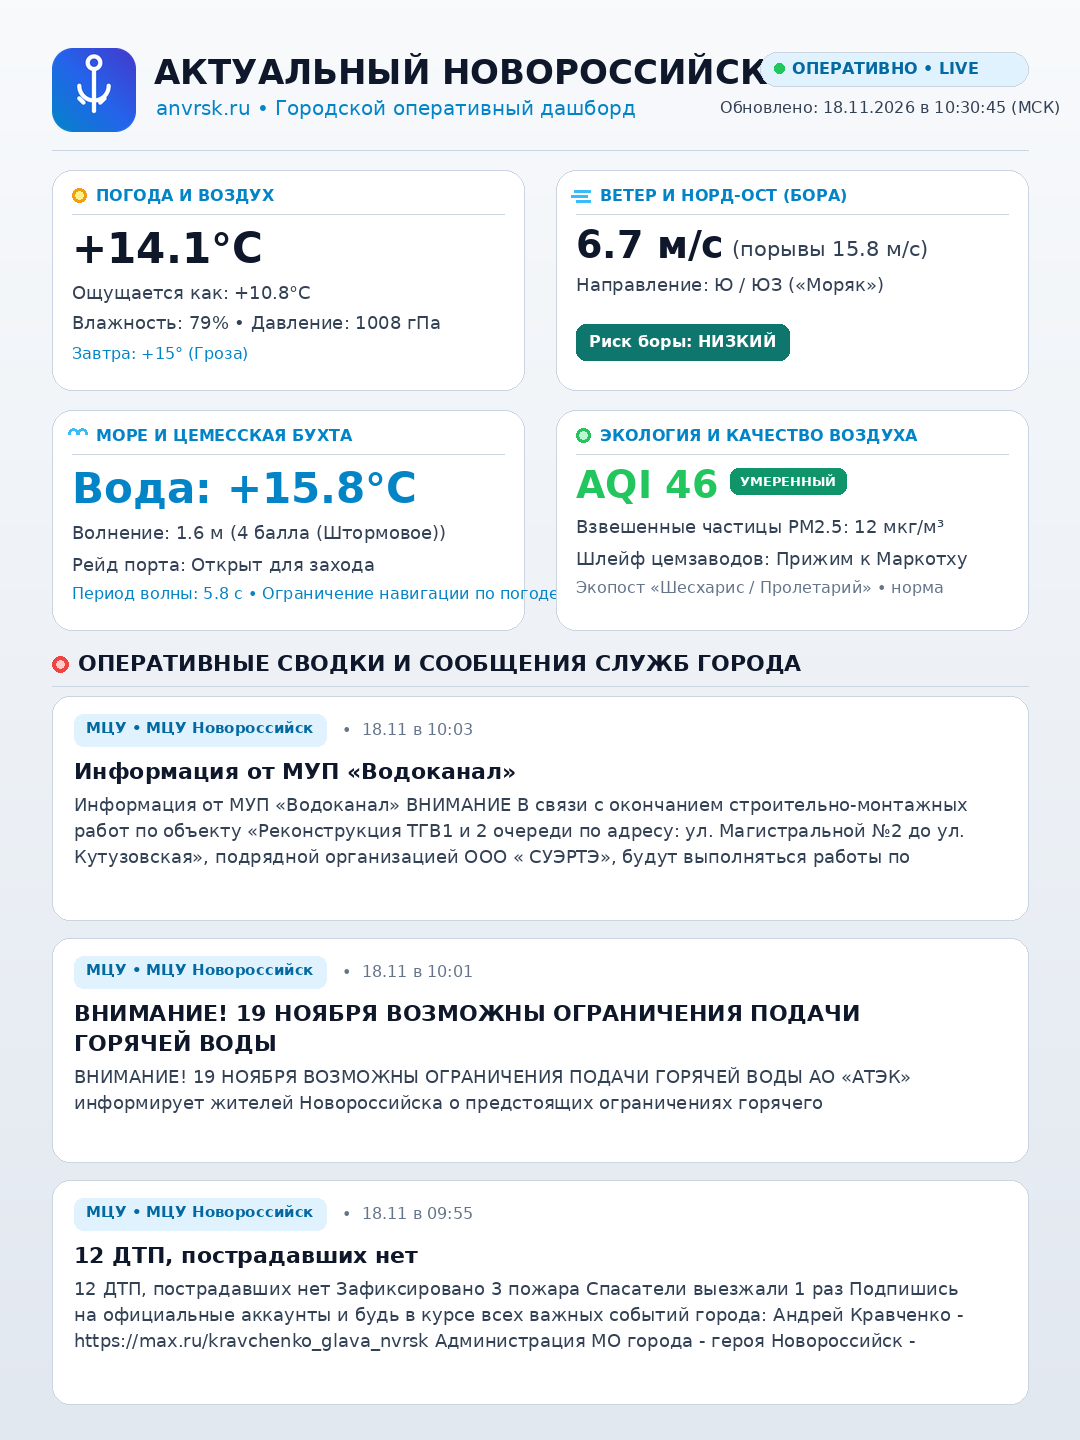 АКТУАЛЬНЫЙ НОВОРОССИЙСК
ОПЕРАТИВНО • LIVE
anvrsk.ru • Городской оперативный дашборд
Обновлено: 18.11.2026 в 10:30:45 (МСК)
ПОГОДА И ВОЗДУХ
+14.1°C
Ощущается как: +10.8°C
Влажность: 79% • Давление: 1008 гПа
Завтра: +15° (Гроза)
ВЕТЕР И НОРД-ОСТ (БОРА)
6.7 м/с (порывы 15.8 м/с)
Направление: Ю / ЮЗ («Моряк»)
Риск боры: НИЗКИЙ
МОРЕ И ЦЕМЕССКАЯ БУХТА
Вода: +15.8°C
Волнение: 1.6 м (4 балла (Штормовое))
Рейд порта: Открыт для захода
Период волны: 5.8 с • Ограничение навигации по погоде
ЭКОЛОГИЯ И КАЧЕСТВО ВОЗДУХА
AQI 46 УМЕРЕННЫЙ
Взвешенные частицы PM2.5: 12 мкг/м³
Шлейф цемзаводов: Прижим к Маркотху
Экопост «Шесхарис / Пролетарий» • норма
ОПЕРАТИВНЫЕ СВОДКИ И СООБЩЕНИЯ СЛУЖБ ГОРОДА
МЦУ • МЦУ Новороссийск • 18.11 в 10:03
Информация от МУП «Водоканал»
Информация от МУП «Водоканал» ВНИМАНИЕ В связи с окончанием строительно-монтажных
работ по объекту «Реконструкция ТГВ1 и 2 очереди по адресу: ул. Магистральной №2 до ул.
Кутузовская», подрядной организацией ООО « СУЭРТЭ», будут выполняться работы по
МЦУ • МЦУ Новороссийск • 18.11 в 10:01
ВНИМАНИЕ! 19 НОЯБРЯ ВОЗМОЖНЫ ОГРАНИЧЕНИЯ ПОДАЧИ
ГОРЯЧЕЙ ВОДЫ
ВНИМАНИЕ! 19 НОЯБРЯ ВОЗМОЖНЫ ОГРАНИЧЕНИЯ ПОДАЧИ ГОРЯЧЕЙ ВОДЫ АО «АТЭК»
информирует жителей Новороссийска о предстоящих ограничениях горячего
МЦУ • МЦУ Новороссийск • 18.11 в 09:55
12 ДТП, пострадавших нет
12 ДТП, пострадавших нет Зафиксировано 3 пожара Спасатели выезжали 1 раз Подпишись
на официальные аккаунты и будь в курсе всех важных событий города: Андрей Кравченко -
https://max.ru/kravchenko_glava_nvrsk Администрация МО города - героя Новороссийск -